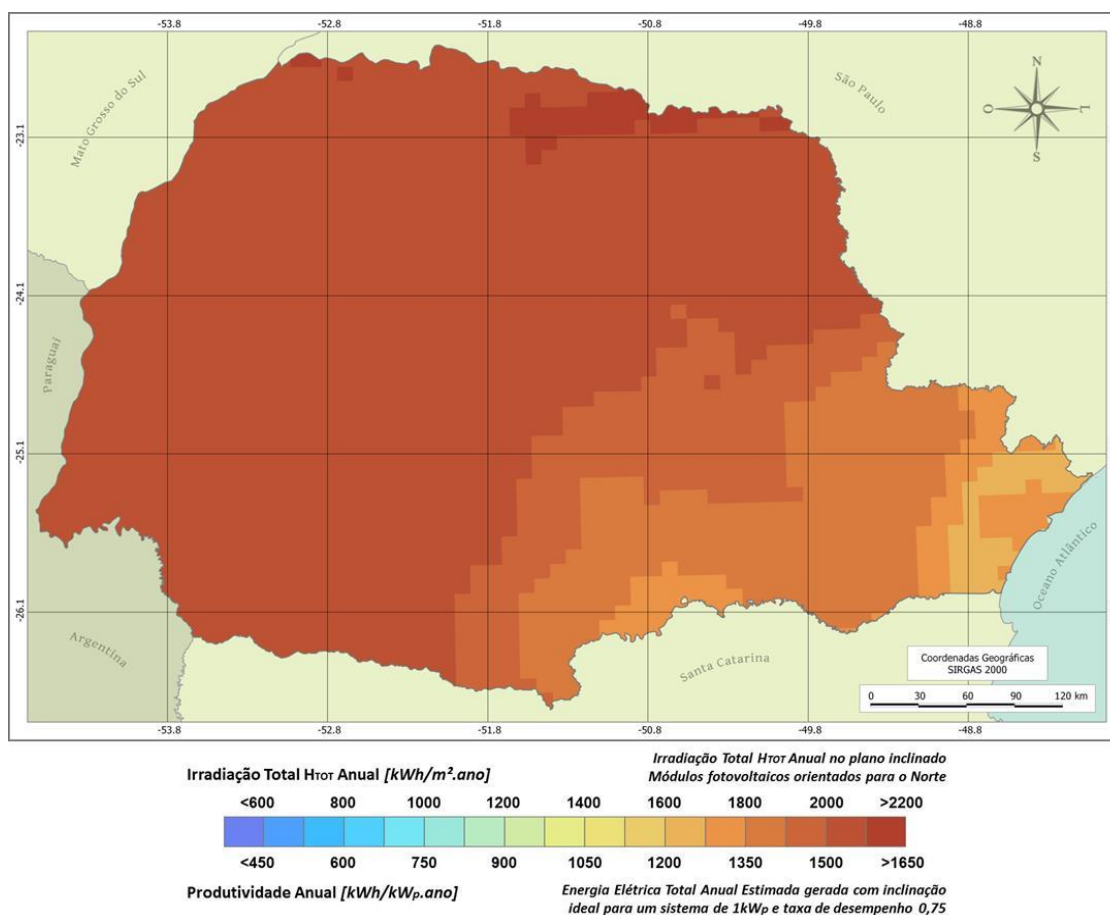 -53.8 -52.8 -51.8 -50.8 -49.8 -48.8
Mato Grosso do Sul
São Paulo
N
O
L
S
-23.1
-24.1
-25.1
-26.1
Paraguai
Argentina
Santa Catarina
Oceano Atlântico
Coordenadas Geográficas
SIRGAS 2000
0 30 60 90 120 km
-53.8 -52.8 -51.8 -50.8 -49.8 -48.8
Irradiação Total HTOT Anual [kWh/m².ano]
Irradiação Total HTOT Anual no plano inclinado
Módulos fotovoltaicos orientados para o Norte
<600 800 1000 1200 1400 1600 1800 2000 >2200
<450 600 750 900 1050 1200 1350 1500 >1650
Produtividade Anual [kWh/kWp.ano]
Energia Elétrica Total Anual Estimada gerada com inclinação
ideal para um sistema de 1kWp e taxa de desempenho 0,75